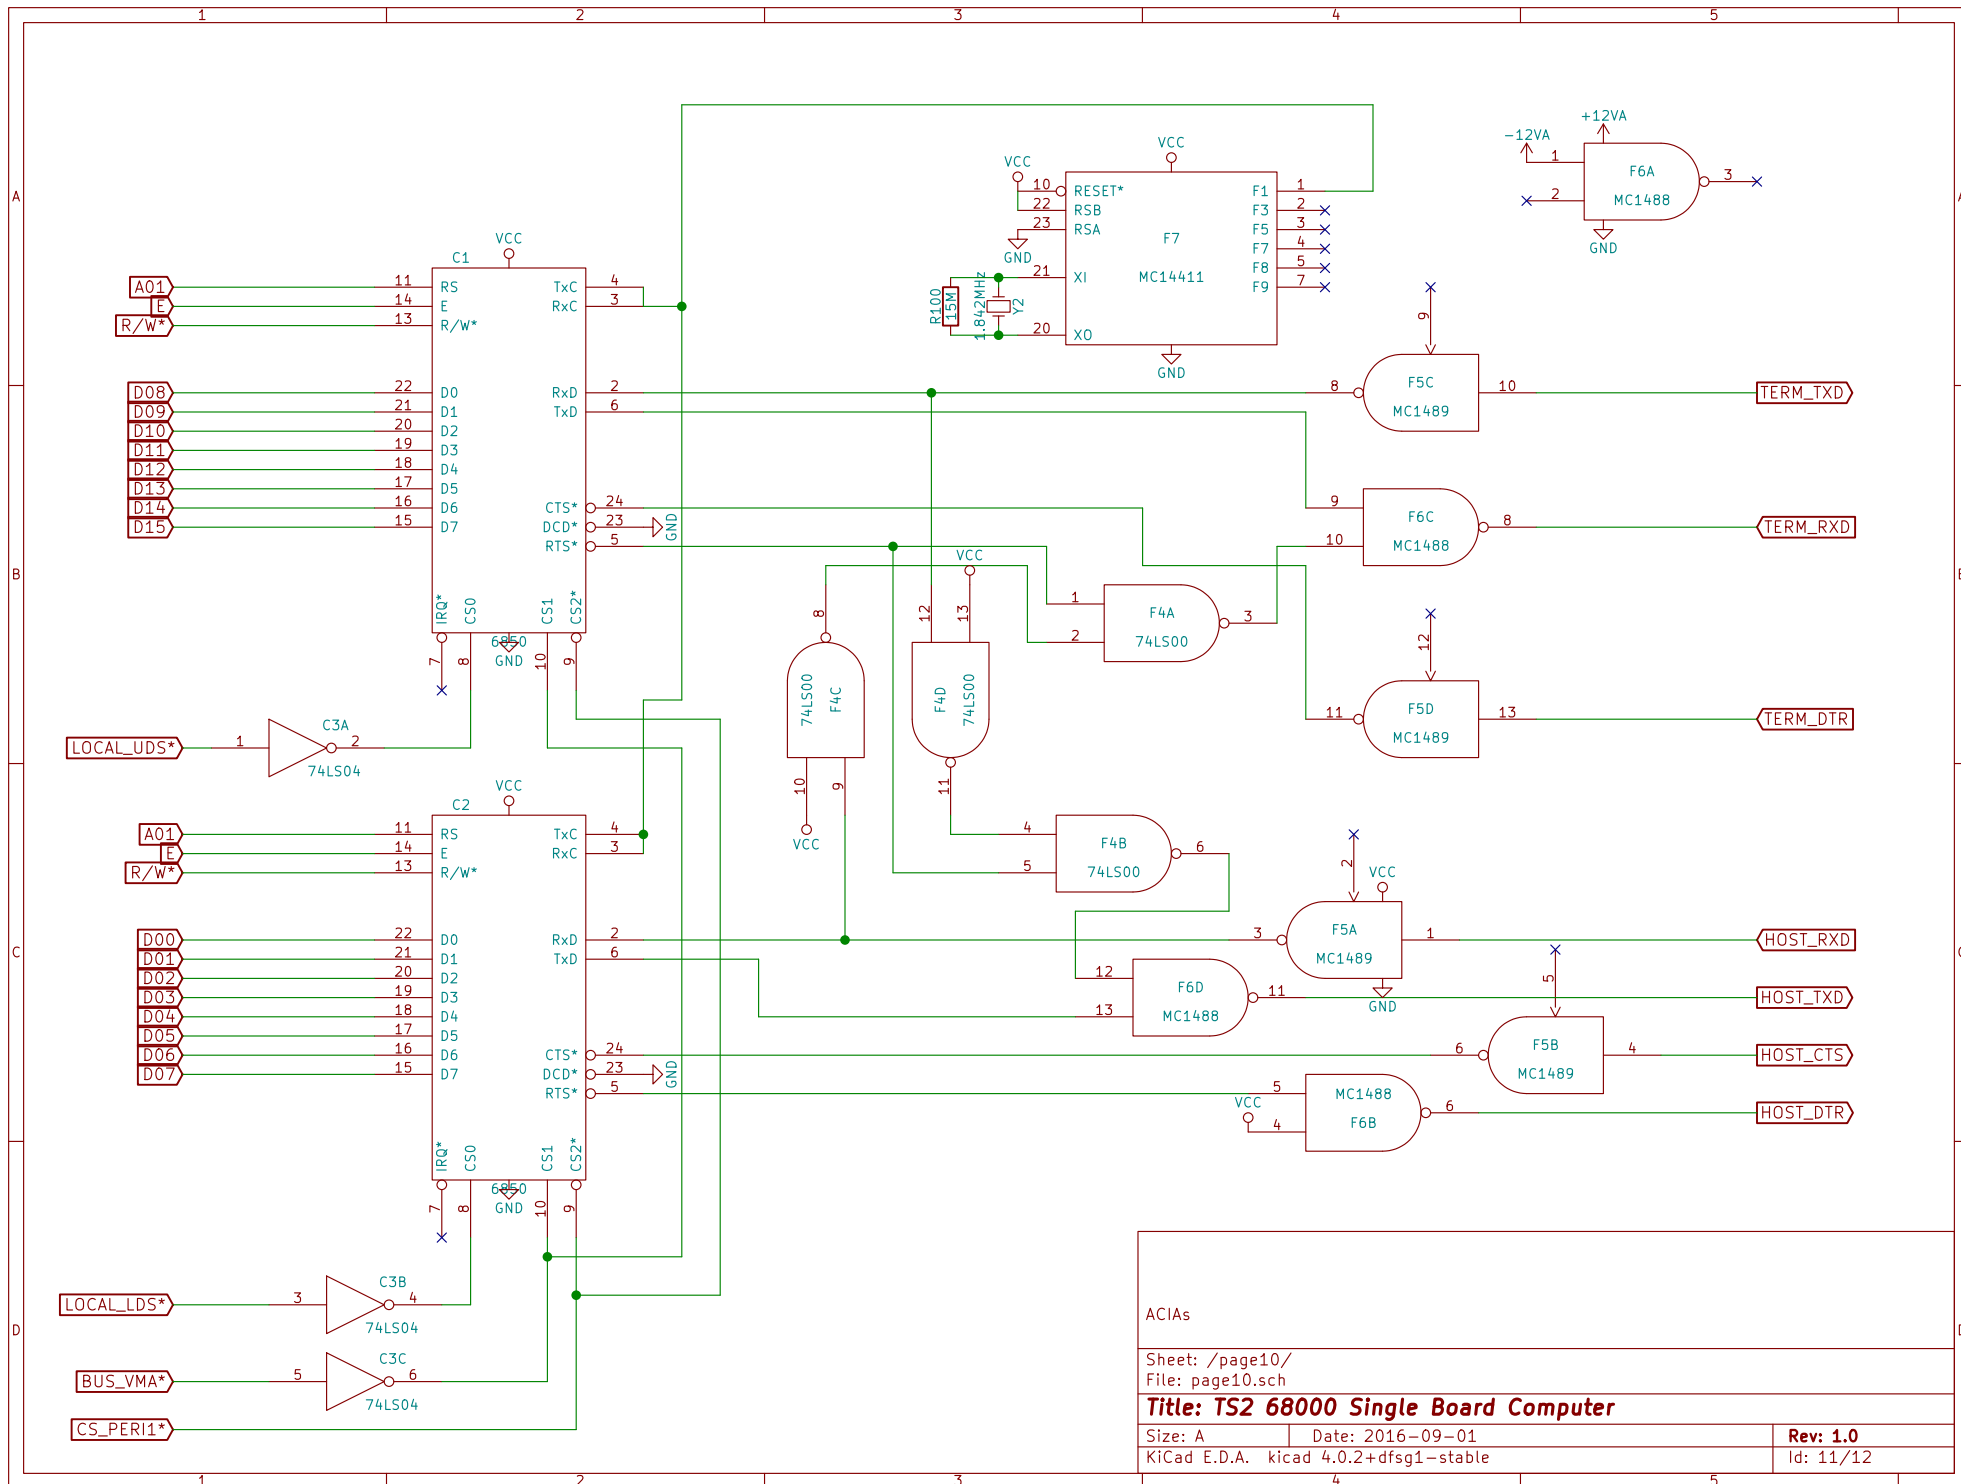 1 2 3 4 5
A
B
C
D
VCC
C1
A01 11 RS TxC 4
E 14 E RxC 3
R/W* 13 R/W*
D08 22 D0 RxD 2
D09 21 D1 TxD 6
D10 20 D2
D11 19 D3
D12 18 D4
D13 17 D5
D14 16 D6 CTS* 24
D15 15 D7 DCD* 23 GND
RTS* 5
IRQ* CS0 CS1 CS2*
6850
GND
7 8 10 9
C3A
LOCAL_UDS* 1 2
74LS04
VCC
C2
A01 11 RS TxC 4
E 14 E RxC 3
R/W* 13 R/W*
D00 22 D0 RxD 2
D01 21 D1 TxD 6
D02 20 D2
D03 19 D3
D04 18 D4
D05 17 D5
D06 16 D6 CTS* 24
D07 15 D7 DCD* 23 GND
RTS* 5
IRQ* CS0 CS1 CS2*
6850
GND
7 8 10 9
C3B
LOCAL_LDS* 3 4
74LS04
C3C
BUS_VMA* 5 6
74LS04
CS_PERI1*
VCC
VCC
10 RESET* F1 1
22 RSB F3 2
23 RSA F5 3
GND
F7
F7 4
F8 5
21 XI MC14411 F9 7
R100
15M
1.842MHz
Y2
20 XO
GND
-12VA
+12VA
1
2
F6A
MC1488
3
GND
9
8 F5C 10 TERM_TXD
MC1489
9
10
F6C
MC1488
8 TERM_RXD
12
11 F5D 13 TERM_DTR
MC1489
1
2
F4A
74LS00
3
VCC
8
74LS00
F4C
10 9
VCC
12 13
F4D
74LS00
11
4
5
F4B
74LS00
6
2
VCC
3 F5A 1 HOST_RXD
MC1489
GND
12
13
F6D
MC1488
11 HOST_TXD
5
6 F5B 4 HOST_CTS
MC1489
VCC
5
4
MC1488
F6B
6 HOST_DTR
ACIAs
Sheet: /page10/
File: page10.sch
Title: TS2 68000 Single Board Computer
Size: A Date: 2016-09-01 Rev: 1.0
KiCad E.D.A. kicad 4.0.2+dfsg1-stable Id: 11/12
1 2 3 4 5